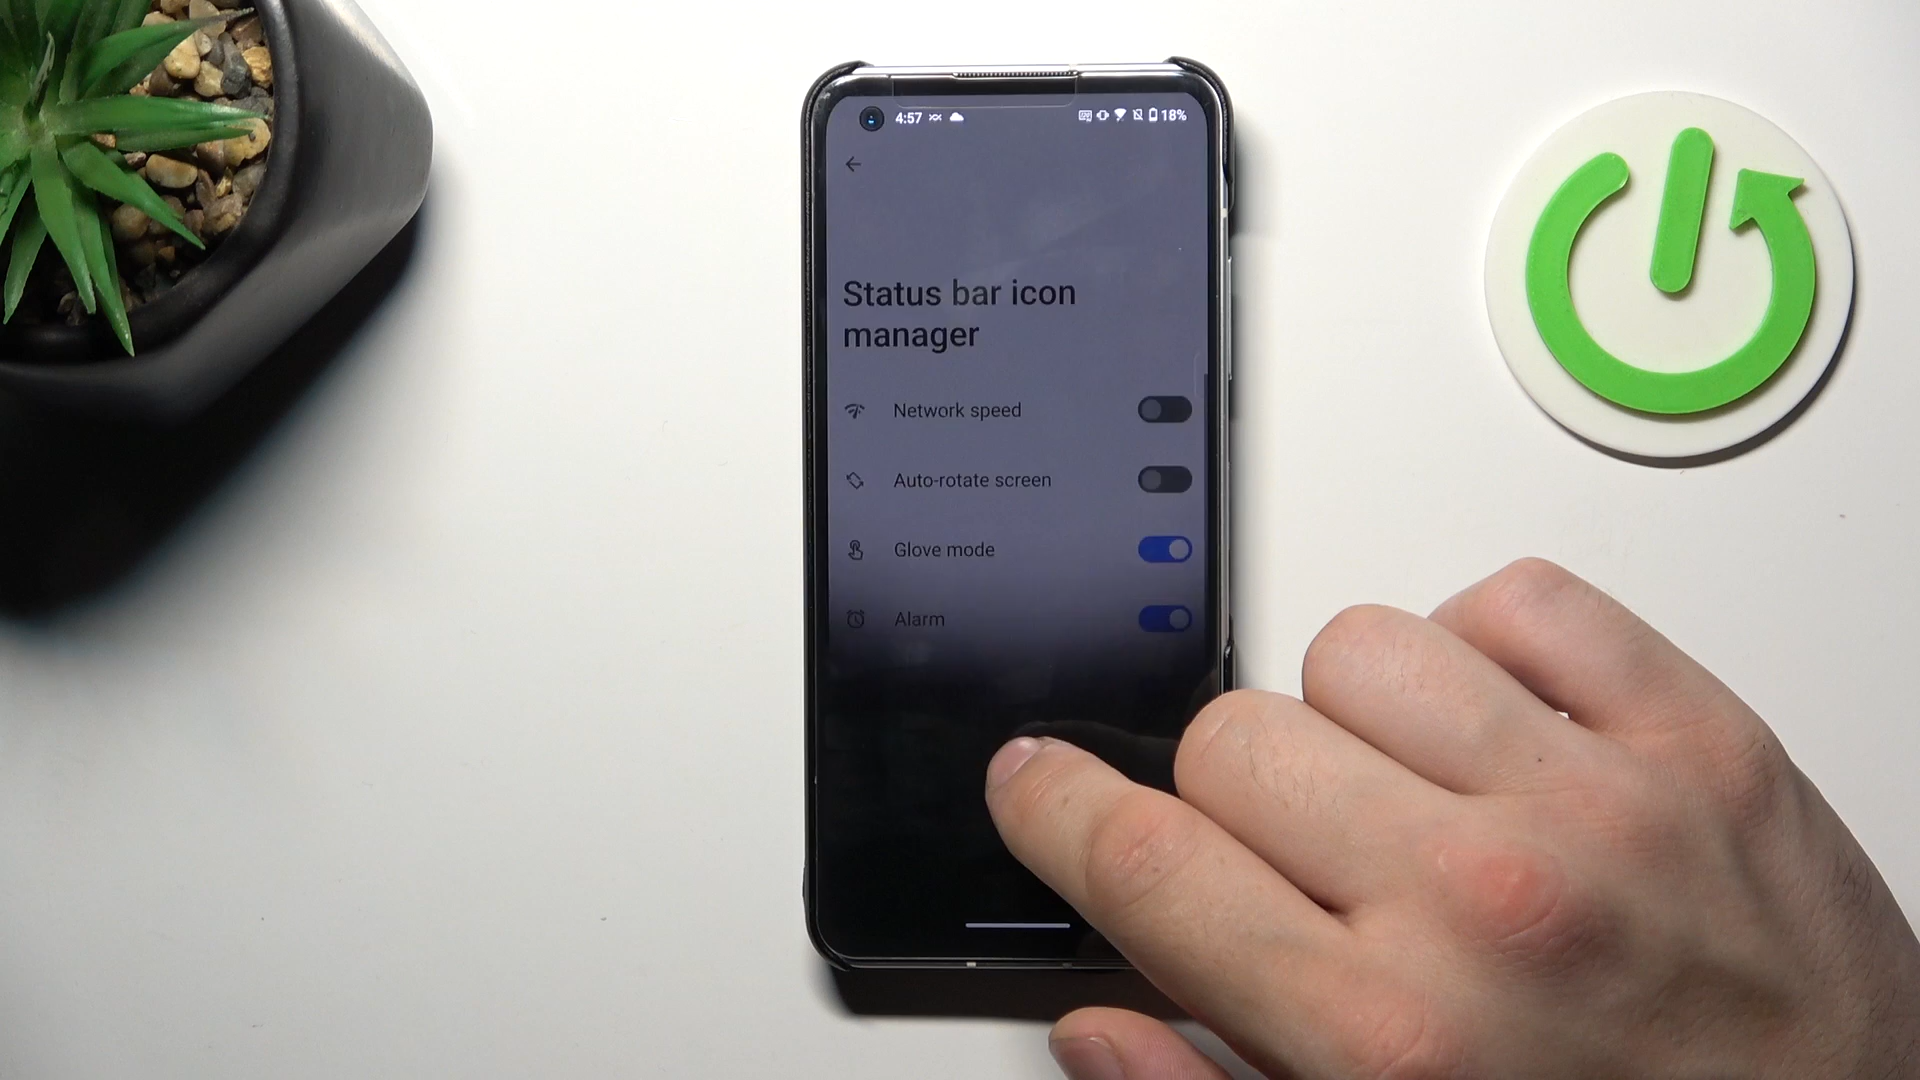 4:57 18%
Status bar icon
manager
Network speed
Auto-rotate screen
Glove mode
Alarm